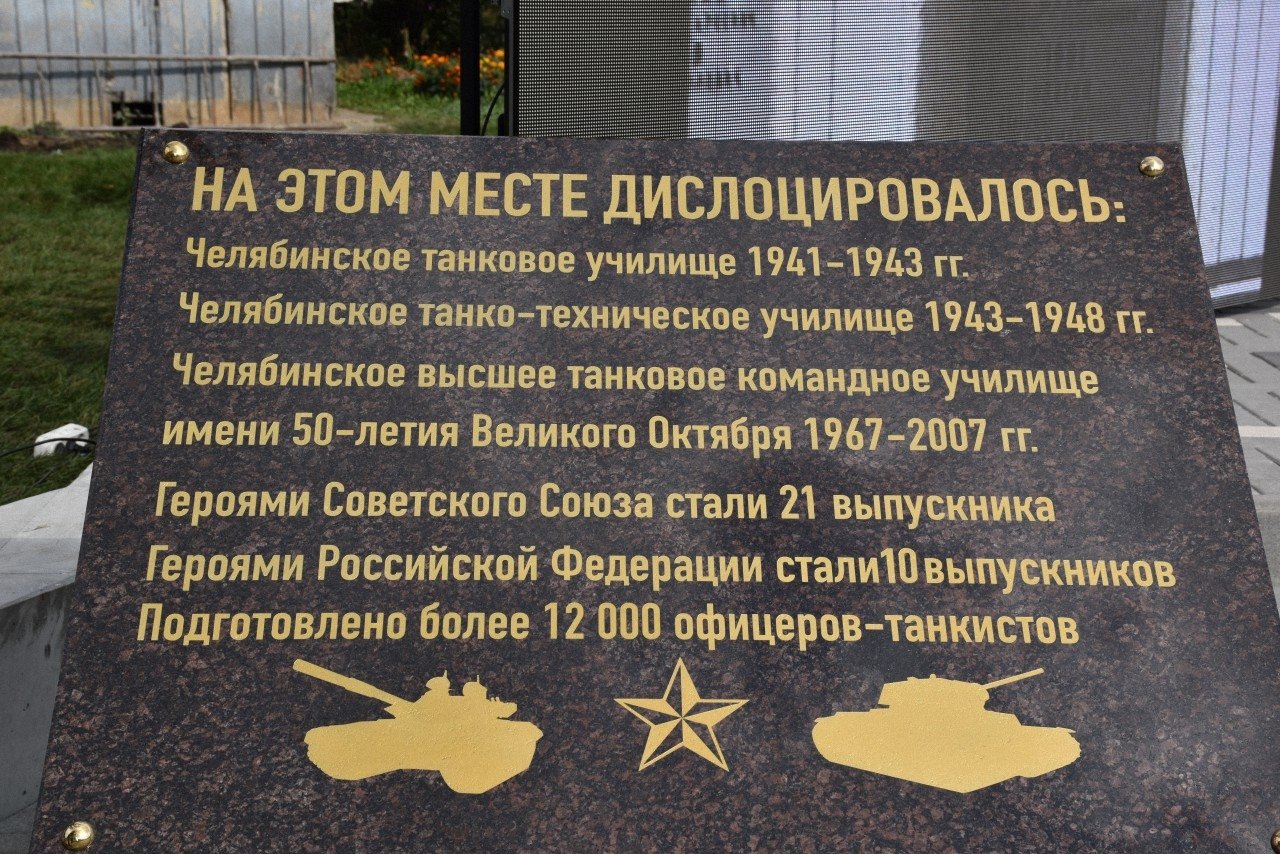 НА ЭТОМ МЕСТЕ ДИСЛОЦИРОВАЛОСЬ:
Челябинское танковое училище 1941–1943 гг.
Челябинское танко–техническое училище 1943–1948 гг.
Челябинское высшее танковое командное училище
имени 50–летия Великого Октября 1967–2007 гг.
Героями Советского Союза стали 21 выпускника
Героями Российской Федерации стали10 выпускников
Подготовлено более 12 000 офицеров–танкистов